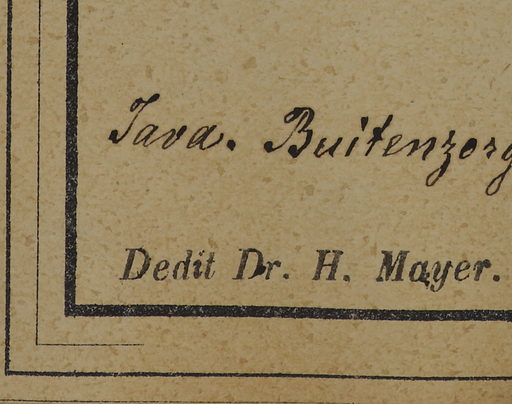 Java. Buitenzorg
Dedit Dr. H. Mayer.